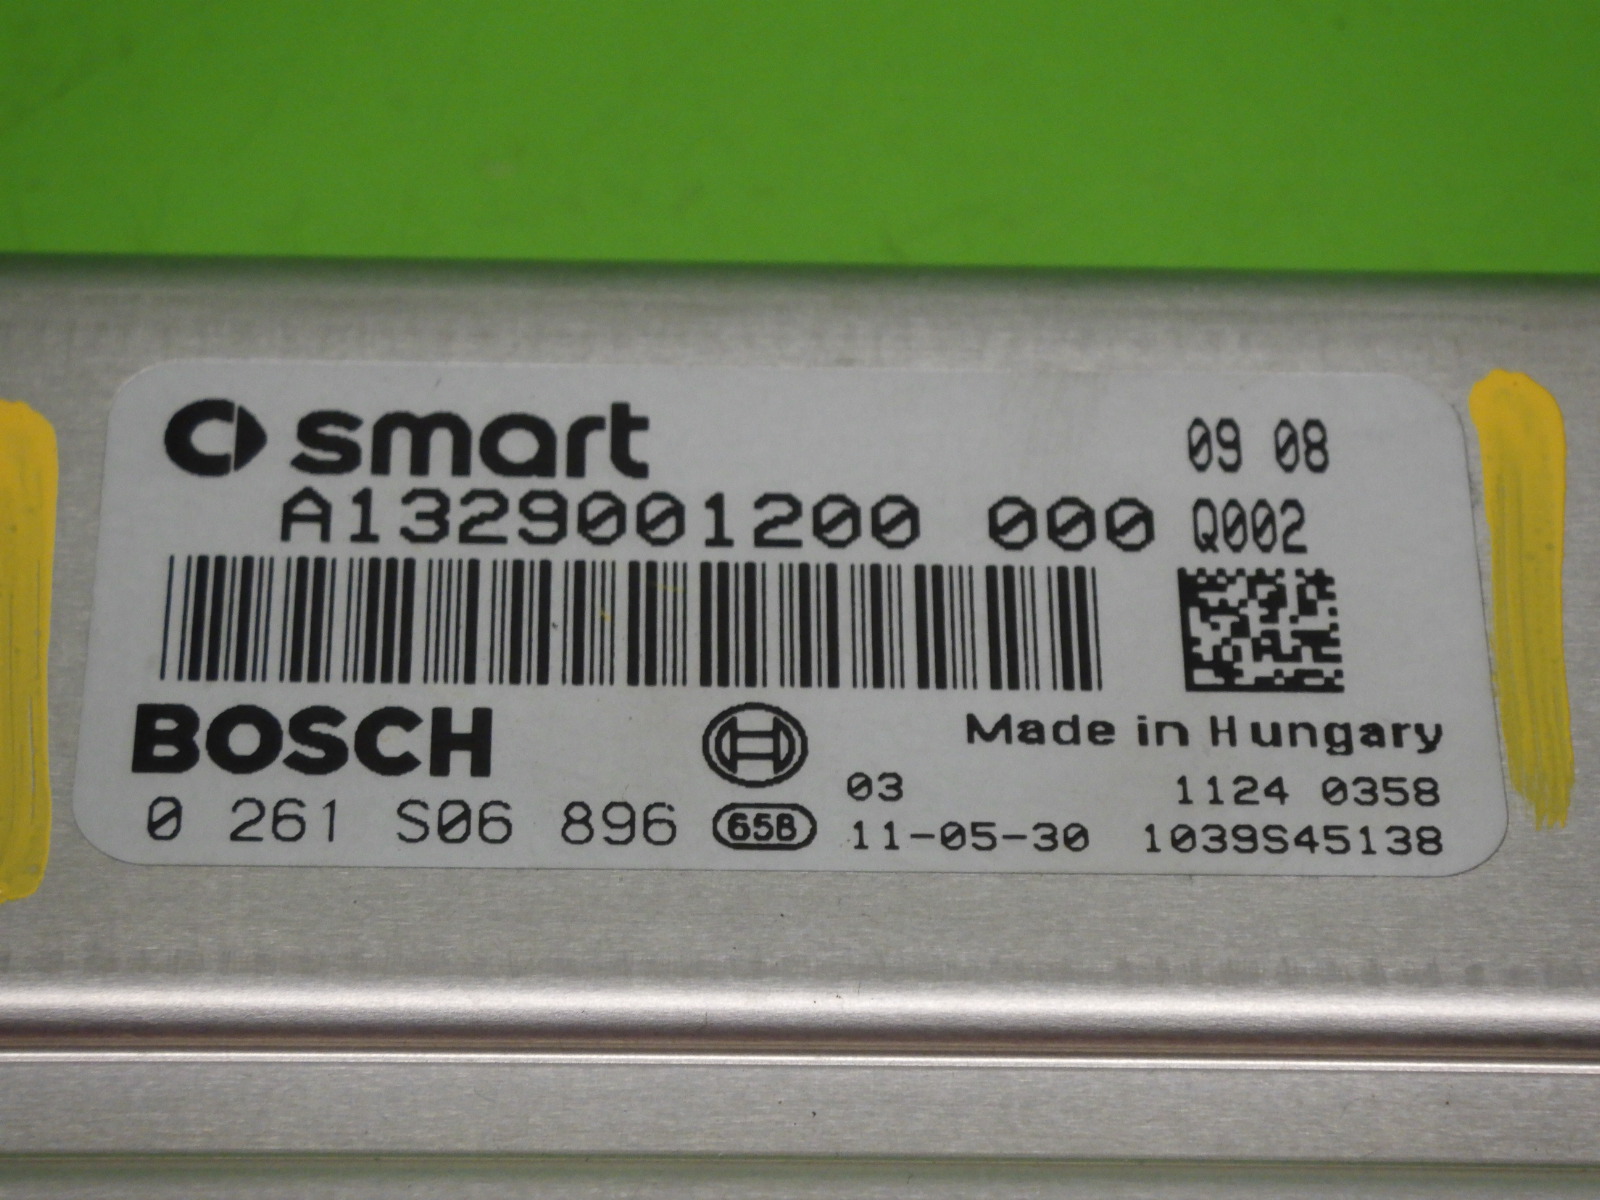 smart
09 08
A1329001200 000 Q002
BOSCH
Made in Hungary
03
1124 0358
0 261 S06 896 65B 11-05-30 1039S45138